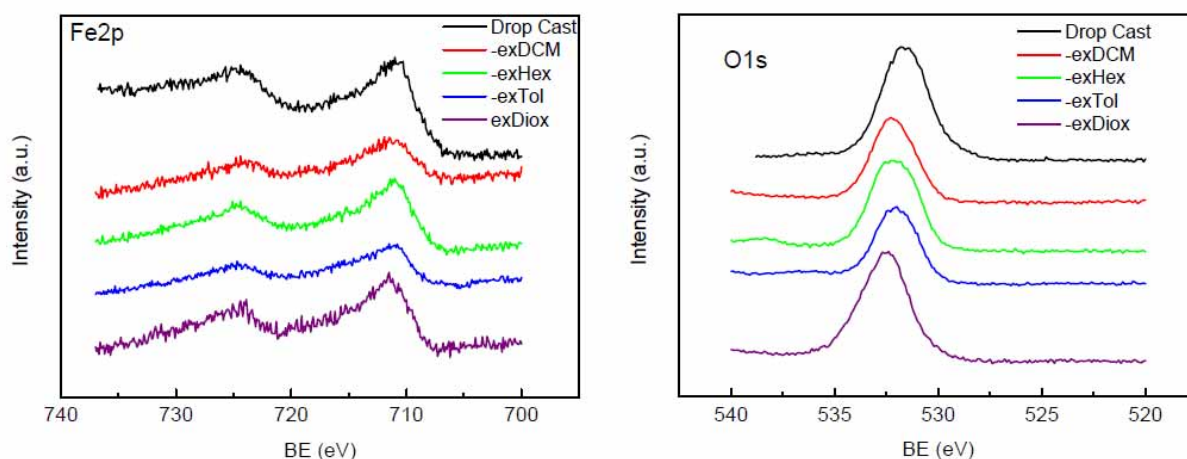 Fe2p
Drop Cast
-exDCM
-exHex
-exTol
exDiox
Intensity (a.u.)
740 730 720 710 700
BE (eV)
O1s
Drop Cast
-exDCM
-exHex
-exTol
-exDiox
Intensity (a.u.)
540 535 530 525 520
BE (eV)